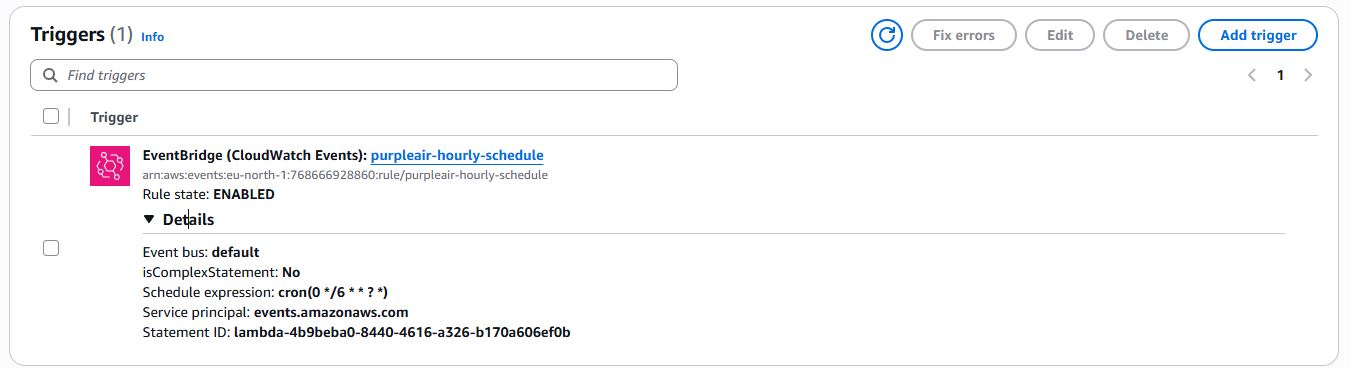 Triggers (1) Info
Fix errors
Edit
Delete
Add trigger
Find triggers
1
Trigger
EventBridge (CloudWatch Events): purpleair-hourly-schedule
arn:aws:events:eu-north-1:768666928860:rule/purpleair-hourly-schedule
Rule state: ENABLED
Details
Event bus: default
isComplexStatement: No
Schedule expression: cron(0 */6 * * ? *)
Service principal: events.amazonaws.com
Statement ID: lambda-4b9beba0-8440-4616-a326-b170a606ef0b